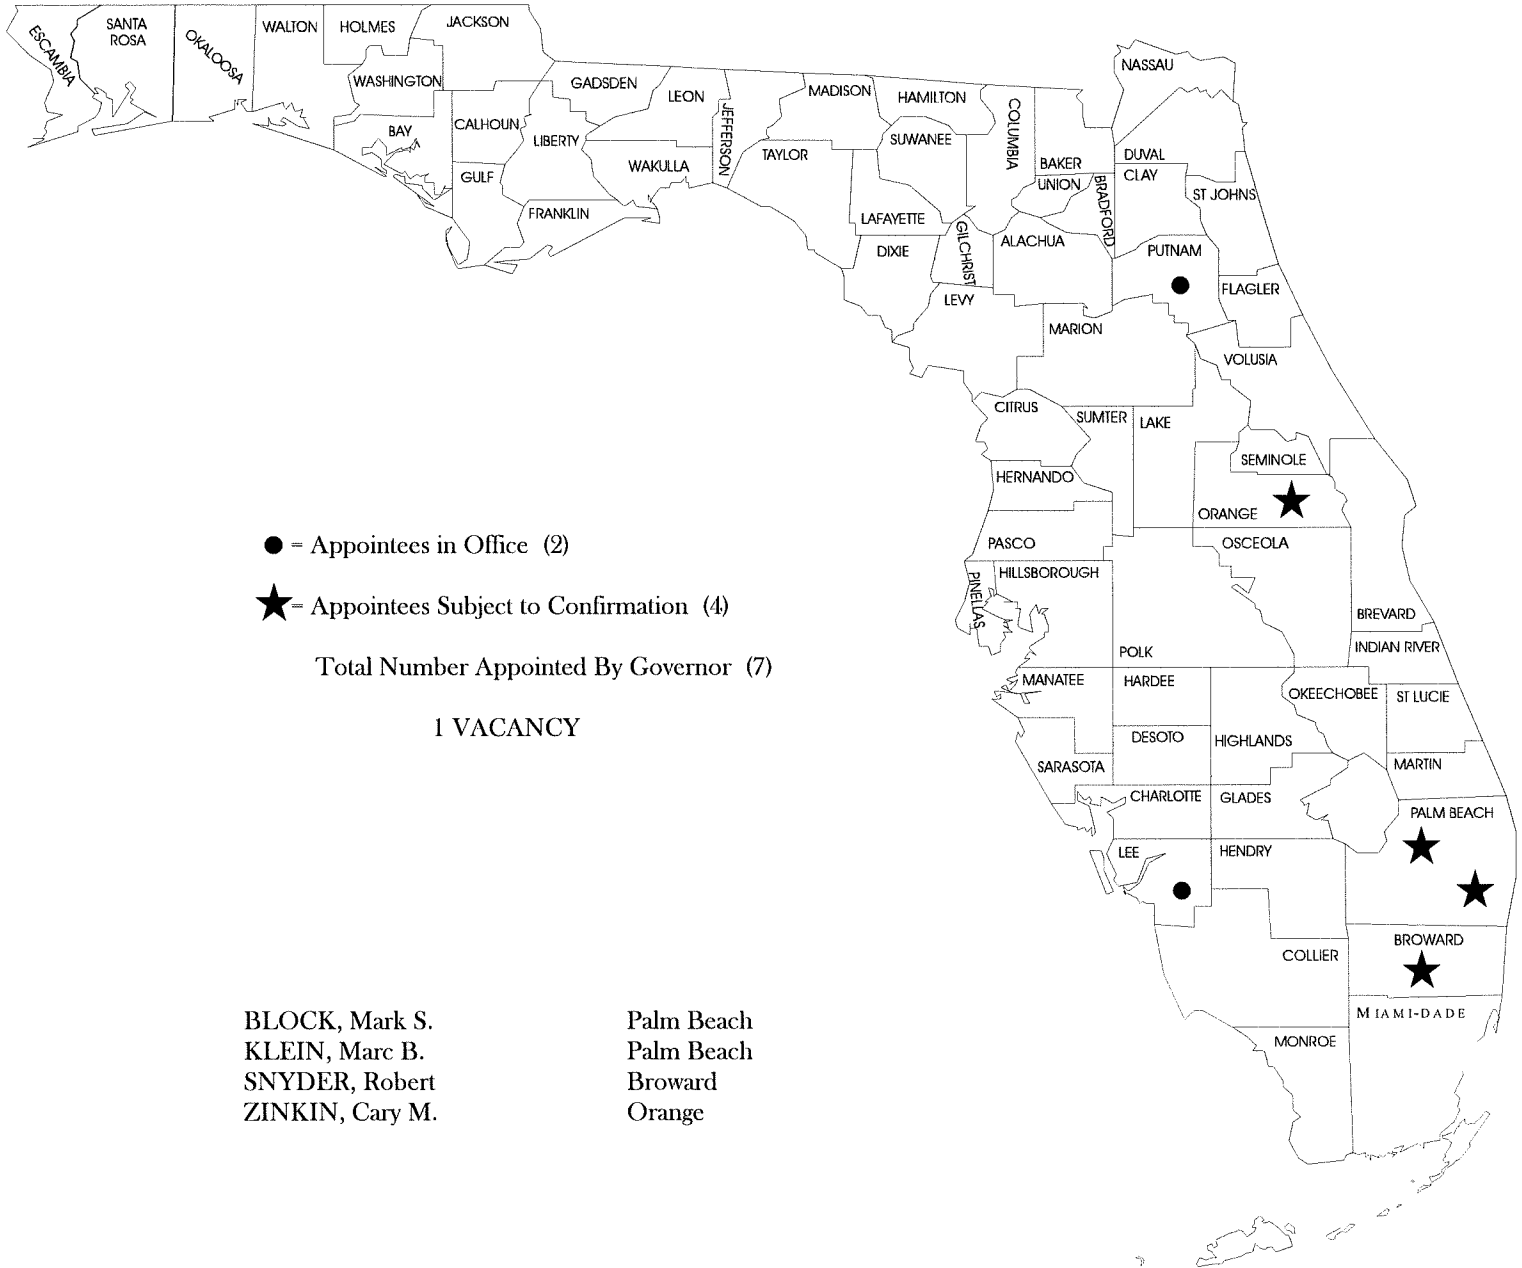 ESCAMBIA
SANTA
ROSA
OKALOOSA
WALTON
HOLMES
JACKSON
WASHINGTON
BAY
CALHOUN
GULF
GADSDEN
LIBERTY
FRANKLIN
LEON
WAKULLA
JEFFERSON
MADISON
TAYLOR
HAMILTON
SUWANEE
LAFAYETTE
DIXIE
COLUMBIA
GILCHRIST
LEVY
BAKER
UNION
BRADFORD
ALACHUA
NASSAU
DUVAL
CLAY
ST JOHNS
PUTNAM
FLAGLER
MARION
VOLUSIA
CITRUS
SUMTER
LAKE
SEMINOLE
HERNANDO
ORANGE
PASCO
OSCEOLA
HILLSBOROUGH
PINELLAS
BREVARD
POLK
INDIAN RIVER
MANATEE
HARDEE
OKEECHOBEE
ST LUCIE
DESOTO
HIGHLANDS
SARASOTA
MARTIN
CHARLOTTE
GLADES
PALM BEACH
LEE
HENDRY
BROWARD
COLLIER
MIAMI-DADE
MONROE
= Appointees in Office (2)
= Appointees Subject to Confirmation (4)
Total Number Appointed By Governor (7)
1 VACANCY
BLOCK, Mark S. Palm Beach
KLEIN, Marc B. Palm Beach
SNYDER, Robert Broward
ZINKIN, Cary M. Orange